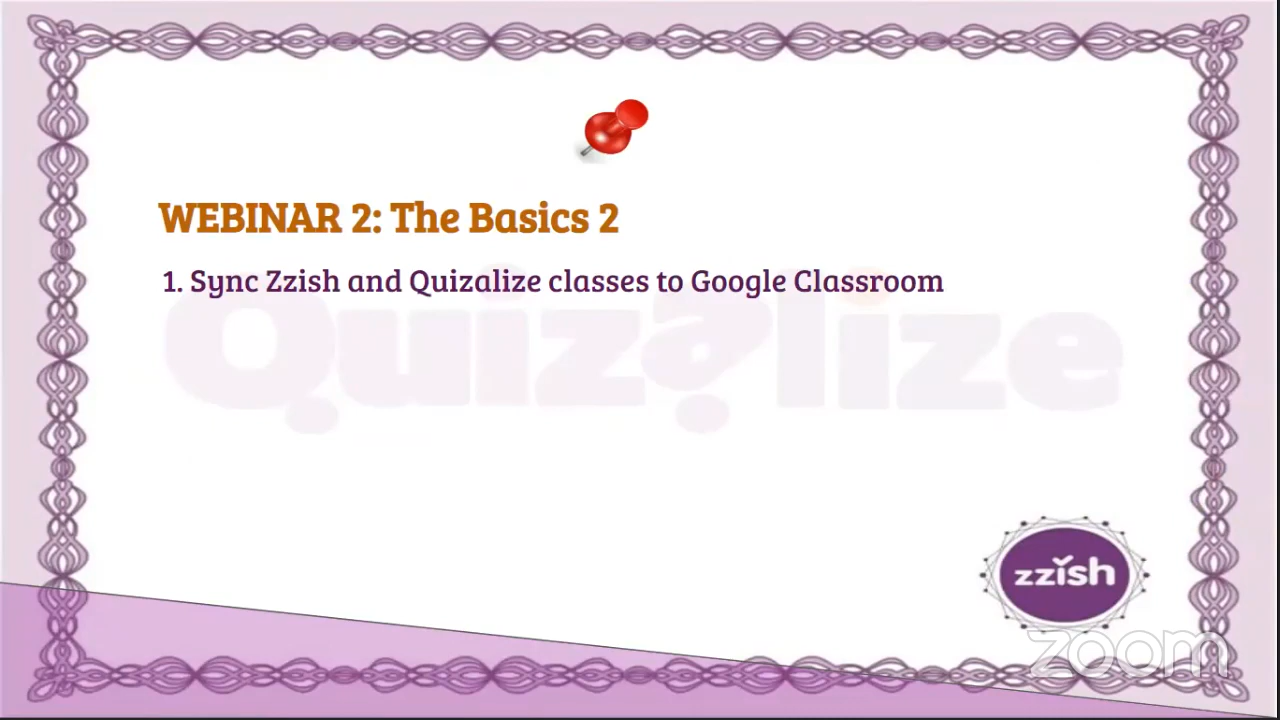 WEBINAR 2: The Basics 2
1. Sync Zzish and Quizalize classes to Google Classroom
Quizalize
zzish
zoom